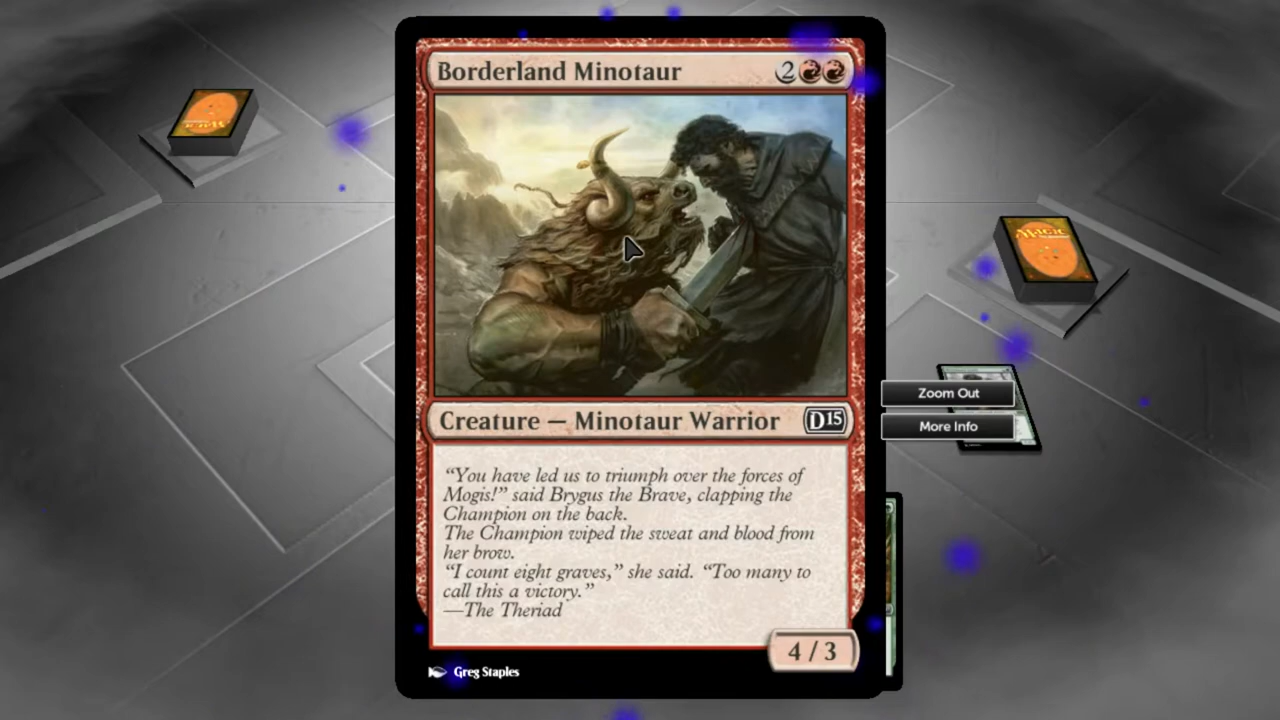 Borderland Minotaur
2
Magic
Zoom Out
More Info
Creature — Minotaur Warrior
D15
“You have led us to triumph over the forces of
Mogis!” said Brygus the Brave, clapping the
Champion on the back.
The Champion wiped the sweat and blood from
her brow.
“I count eight graves,” she said. “Too many to
call this a victory.”
—The Theriad
4 / 3
Greg Staples